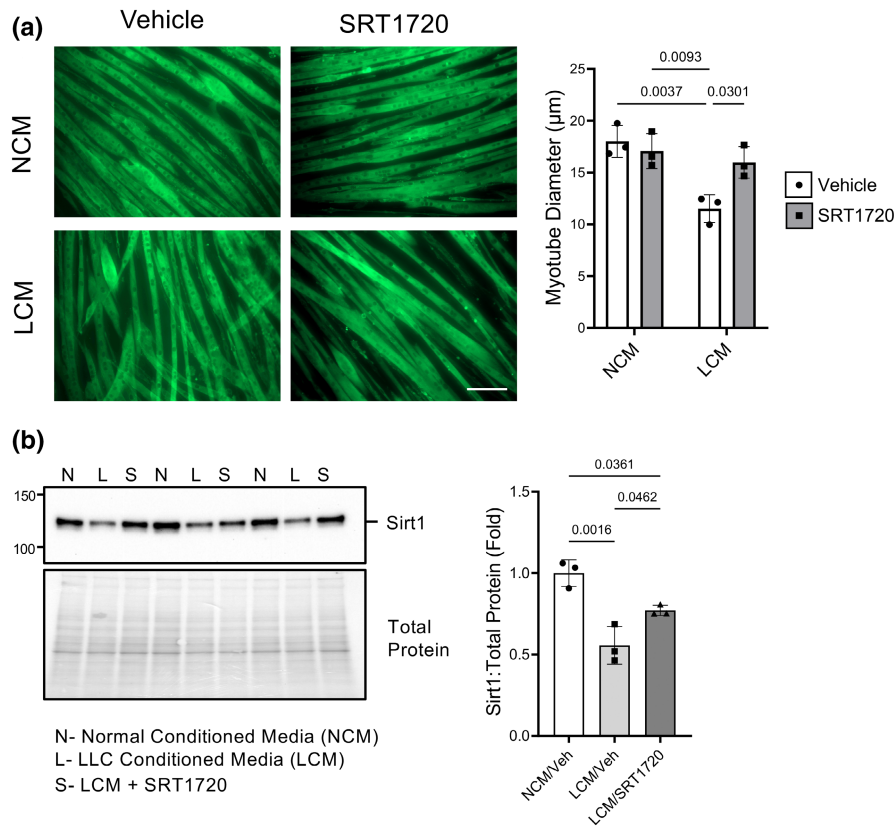 (a)
Vehicle
SRT1720
NCM
LCM
25
20
15
10
5
0
Myotube Diameter (µm)
0.0093
0.0037
0.0301
NCM
LCM
Vehicle
SRT1720
(b)
N L S N L S N L S
150
100
Sirt1
Total
Protein
N- Normal Conditioned Media (NCM)
L- LLC Conditioned Media (LCM)
S- LCM + SRT1720
1.5
1.0
0.5
0.0
Sirt1:Total Protein (Fold)
0.0361
0.0462
0.0016
NCM/Veh
LCM/Veh
LCM/SRT1720